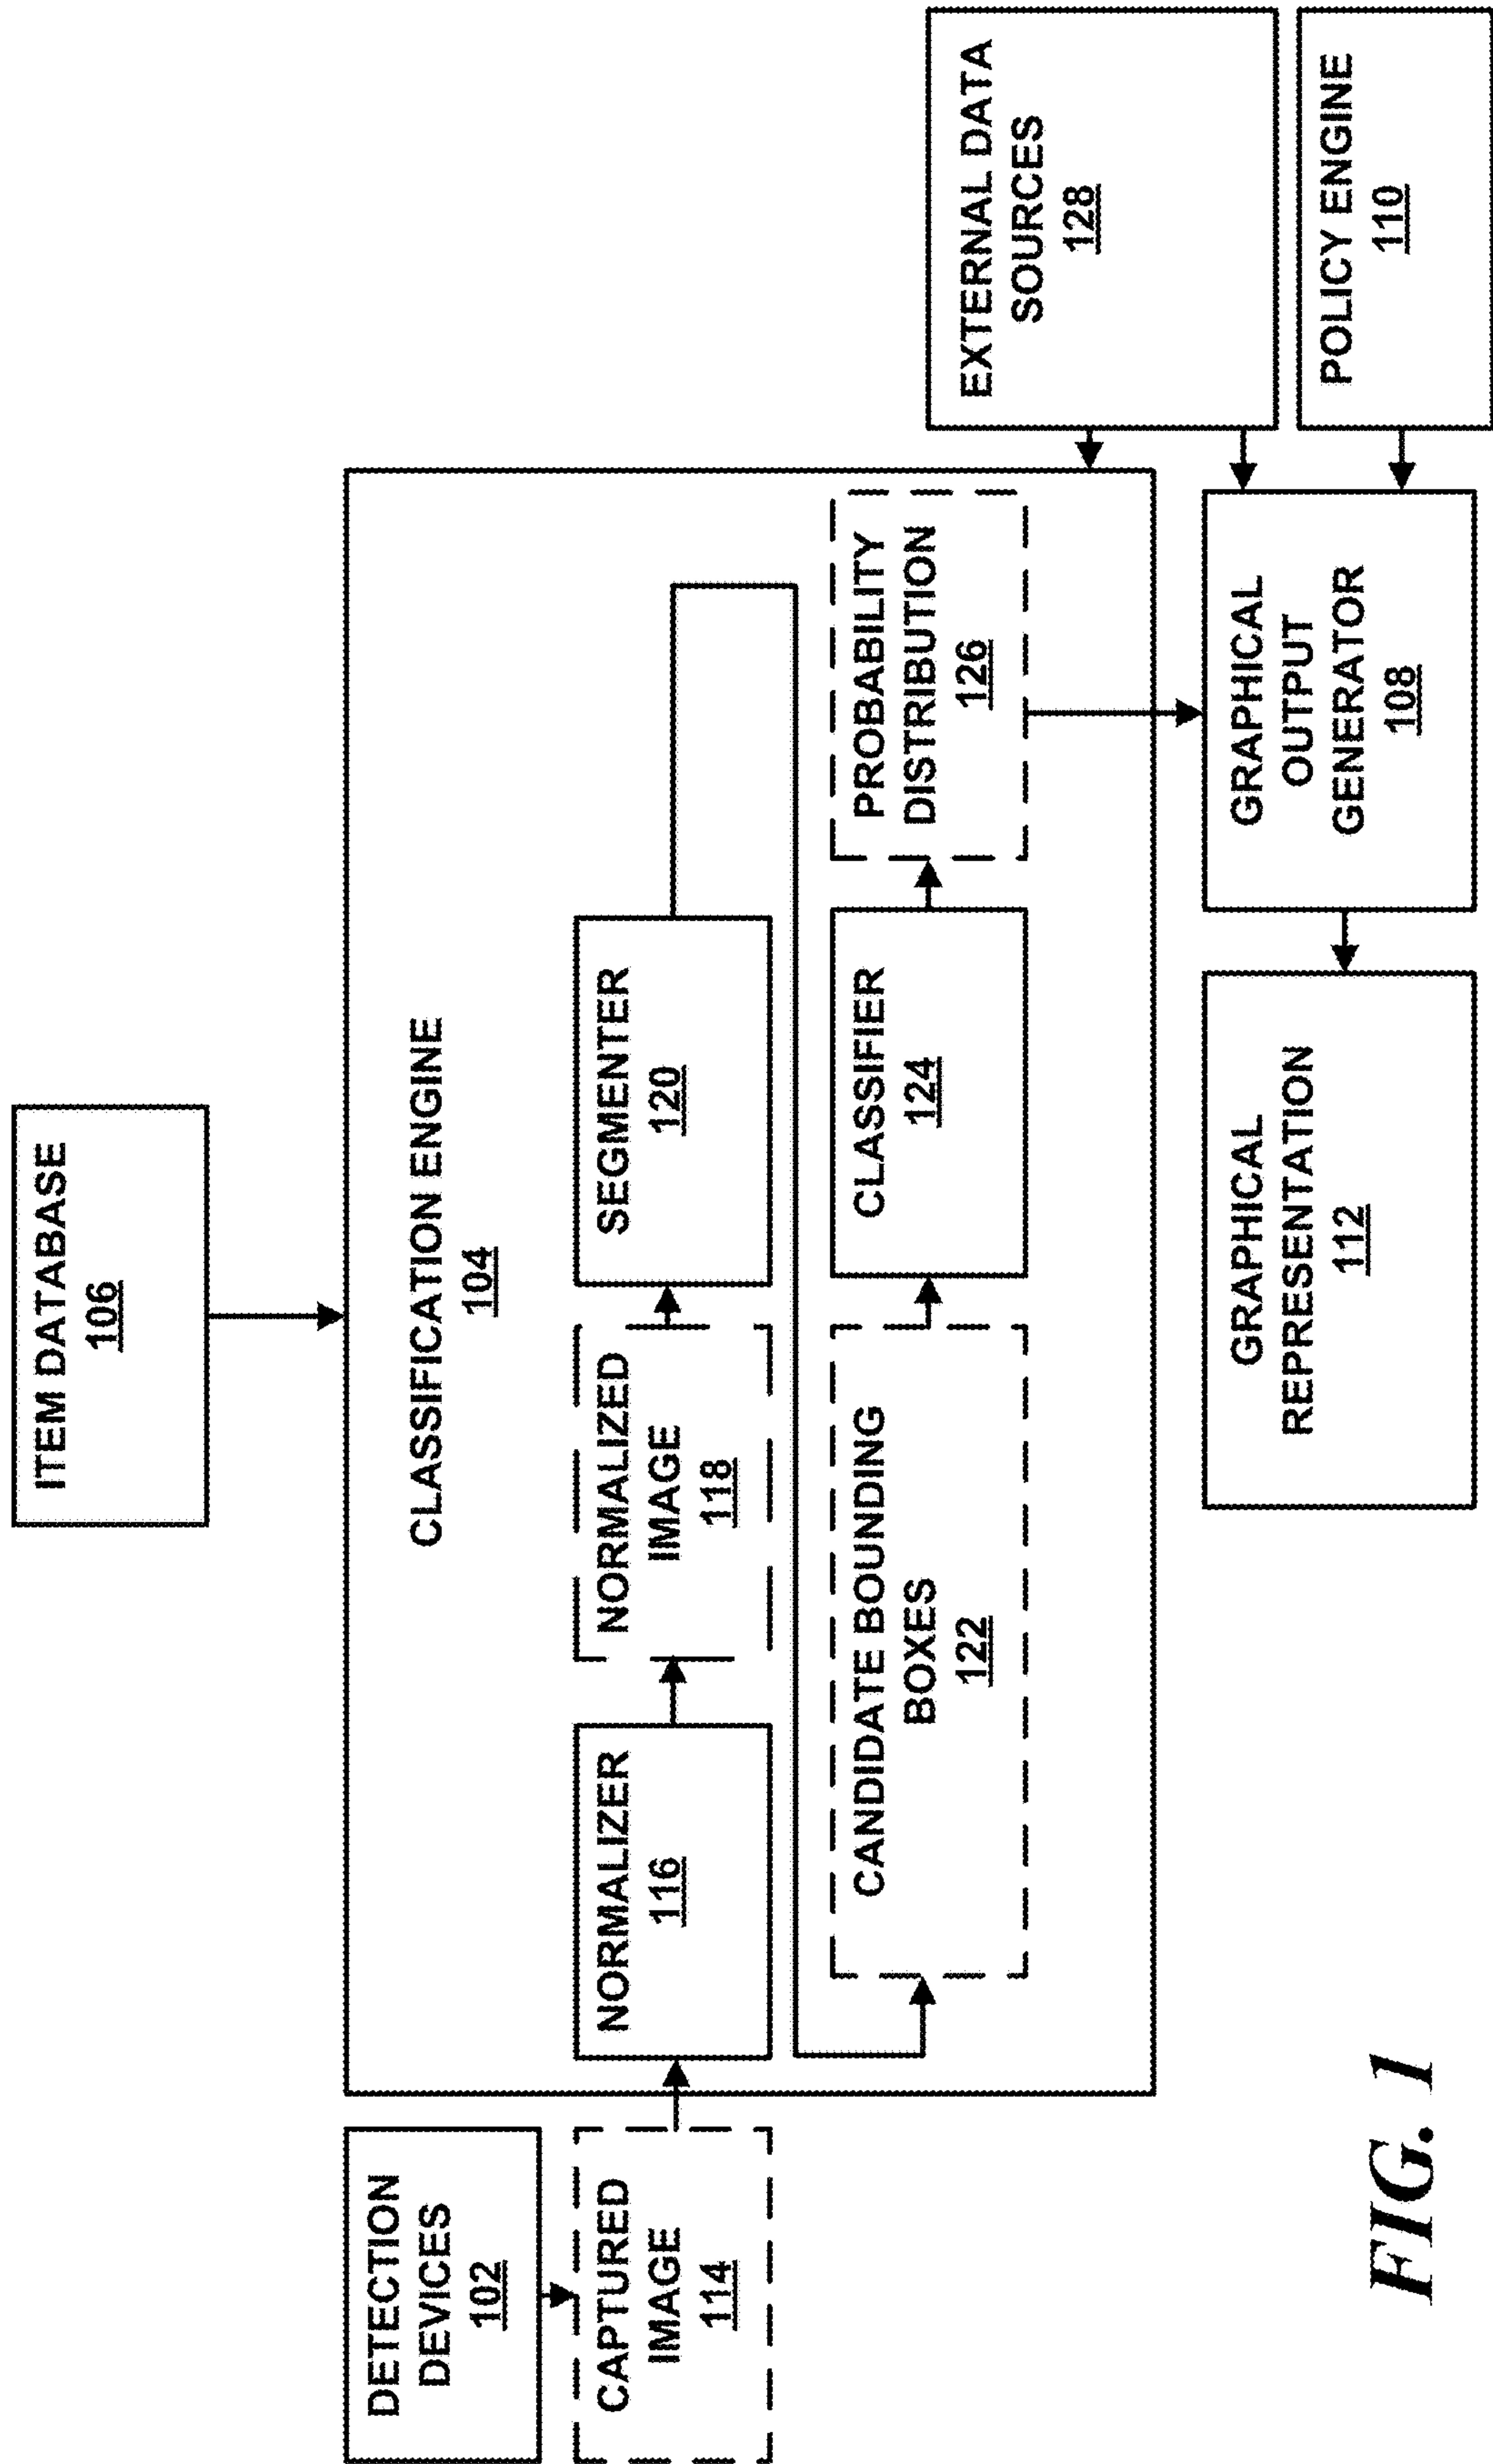 ITEM DATABASE
106
CLASSIFICATION ENGINE
104
DETECTION
DEVICES
102
CAPTURED
IMAGE
114
NORMALIZER
116
NORMALIZED
IMAGE
118
SEGMENTER
120
CANDIDATE BOUNDING
BOXES
122
CLASSIFIER
124
PROBABILITY
DISTRIBUTION
126
EXTERNAL DATA
SOURCES
128
GRAPHICAL
REPRESENTATION
112
GRAPHICAL
OUTPUT
GENERATOR
108
POLICY ENGINE
110
FIG. 1